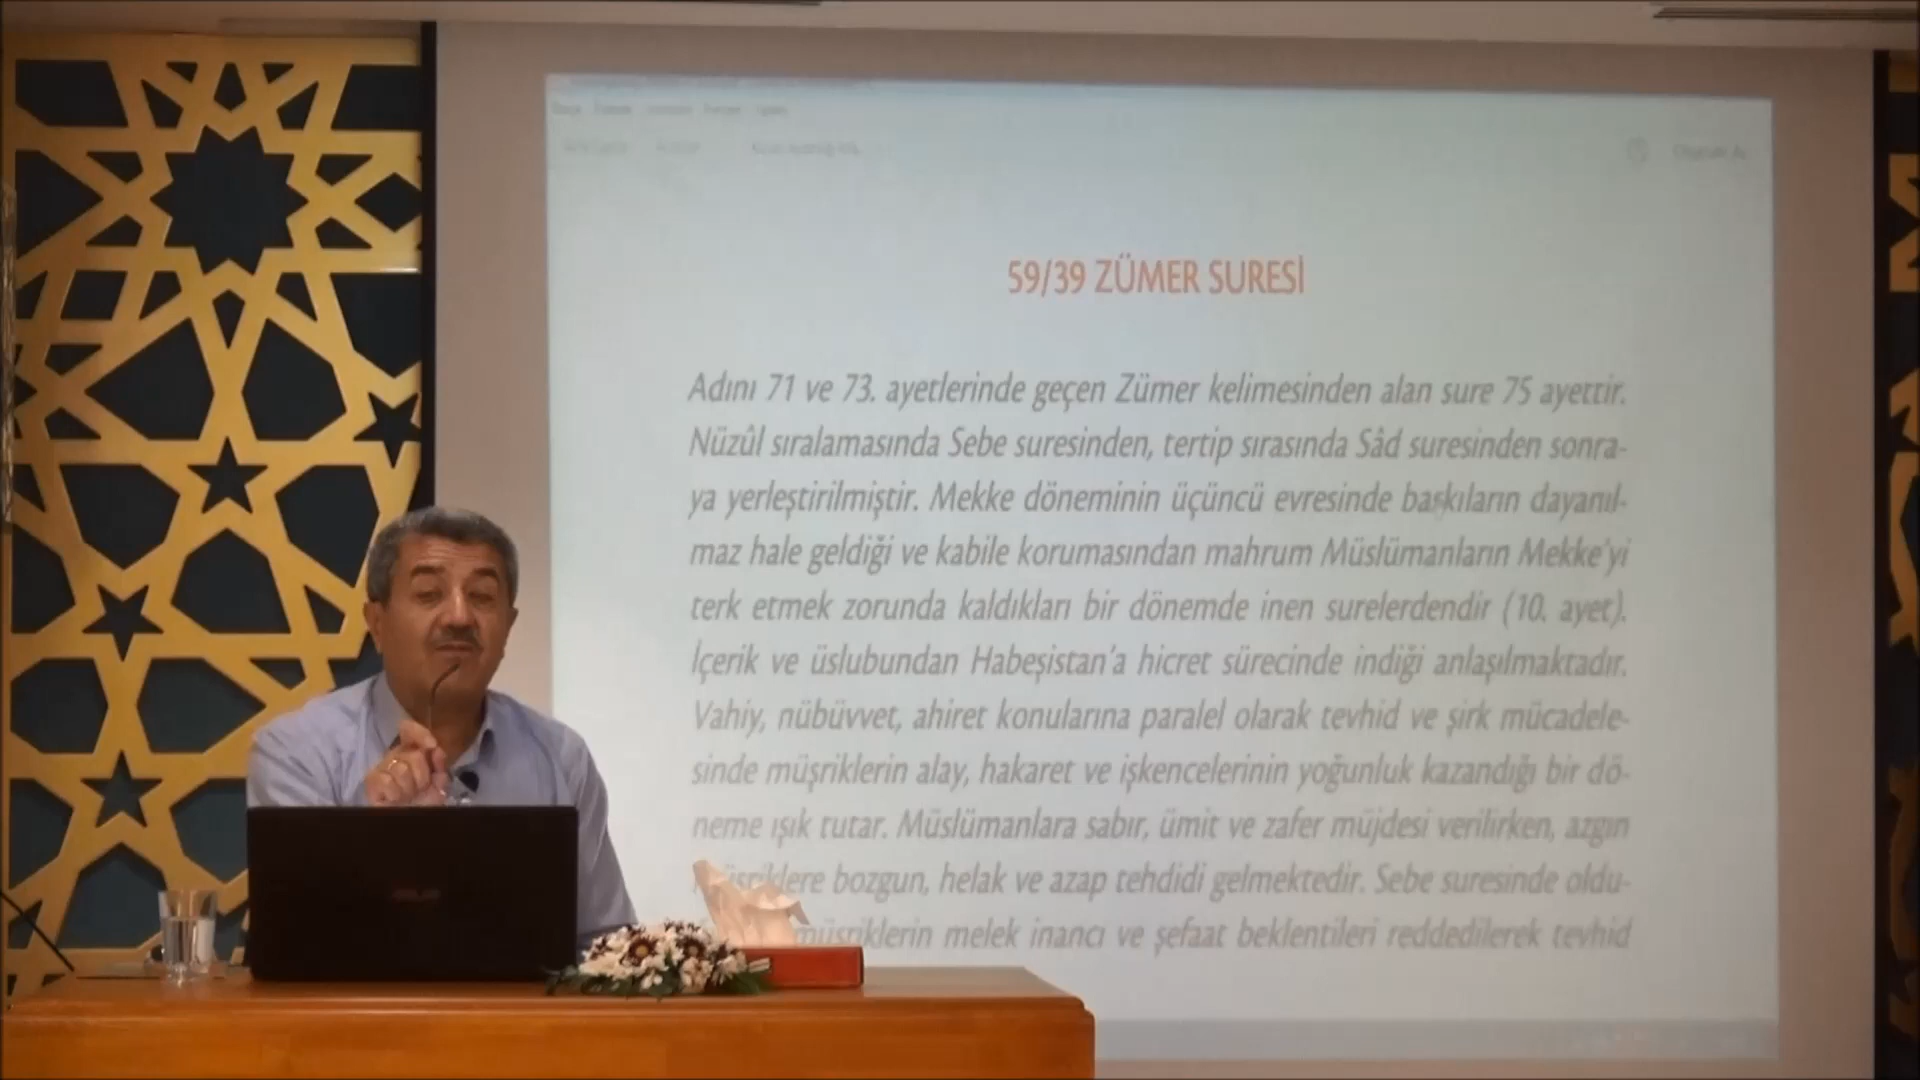 59/39 ZÜMER SURESİ
Adını 71 ve 73. ayetlerinde geçen Zümer kelimesinden alan sure 75 ayettir.
Nüzûl sıralamasında Sebe suresinden, tertip sırasında Sâd suresinden sonra-
ya yerleştirilmiştir. Mekke döneminin üçüncü evresinde baskıların dayanıl-
maz hale geldiği ve kabile korumasından mahrum Müslümanların Mekke'yi
terk etmek zorunda kaldıkları bir dönemde inen surelerdendir (10. ayet).
İçerik ve üslubundan Habeşistan'a hicret sürecinde indiği anlaşılmaktadır.
Vahiy, nübüvvet, ahiret konularına paralel olarak tevhid ve şirk mücadele-
sinde müşriklerin alay, hakaret ve işkencelerinin yoğunluk kazandığı bir dö-
neme ışık tutar. Müslümanlara sabır, ümit ve zafer müjdesi verilirken, azgın
müşriklere bozgun, helak ve azap tehdidi gelmektedir. Sebe suresinde oldu-
müşriklerin melek inancı ve şefaat beklentileri reddedilerek tevhid